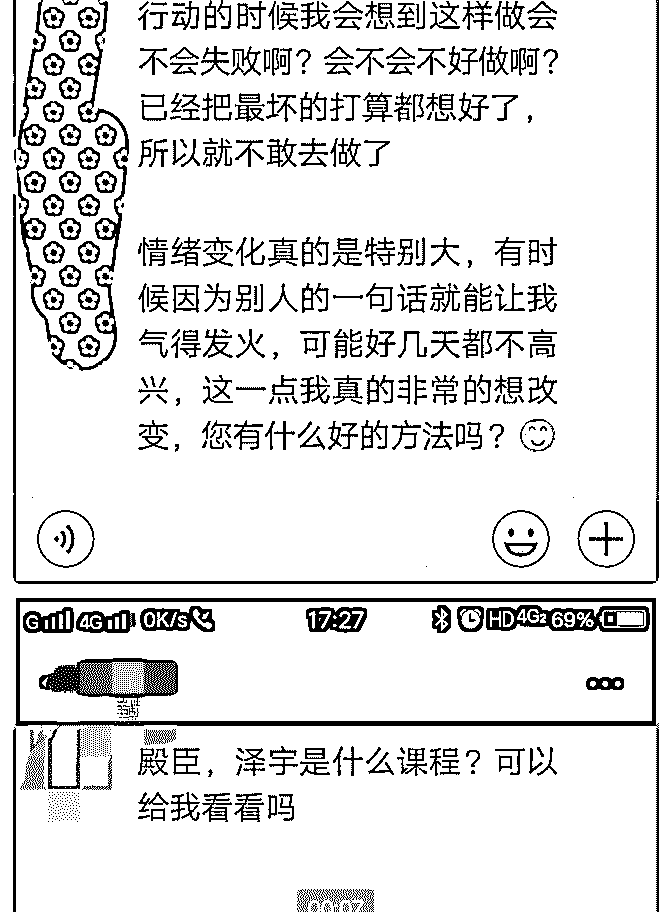 行动的时候我会想到这样做会
不会失败啊？会不会不好做啊？
已经把最坏的打算都想好了，
所以就不敢去做了
情绪变化真的是特别大，有时
候因为别人的一句话就能让我
气得发火，可能好几天都不高
兴，这一点我真的非常的想改
变，您有什么好的方法吗？
G 4G 0K/s 17:27 HD 4G2 69%
殿臣，泽宇是什么课程？可以
给我看看吗